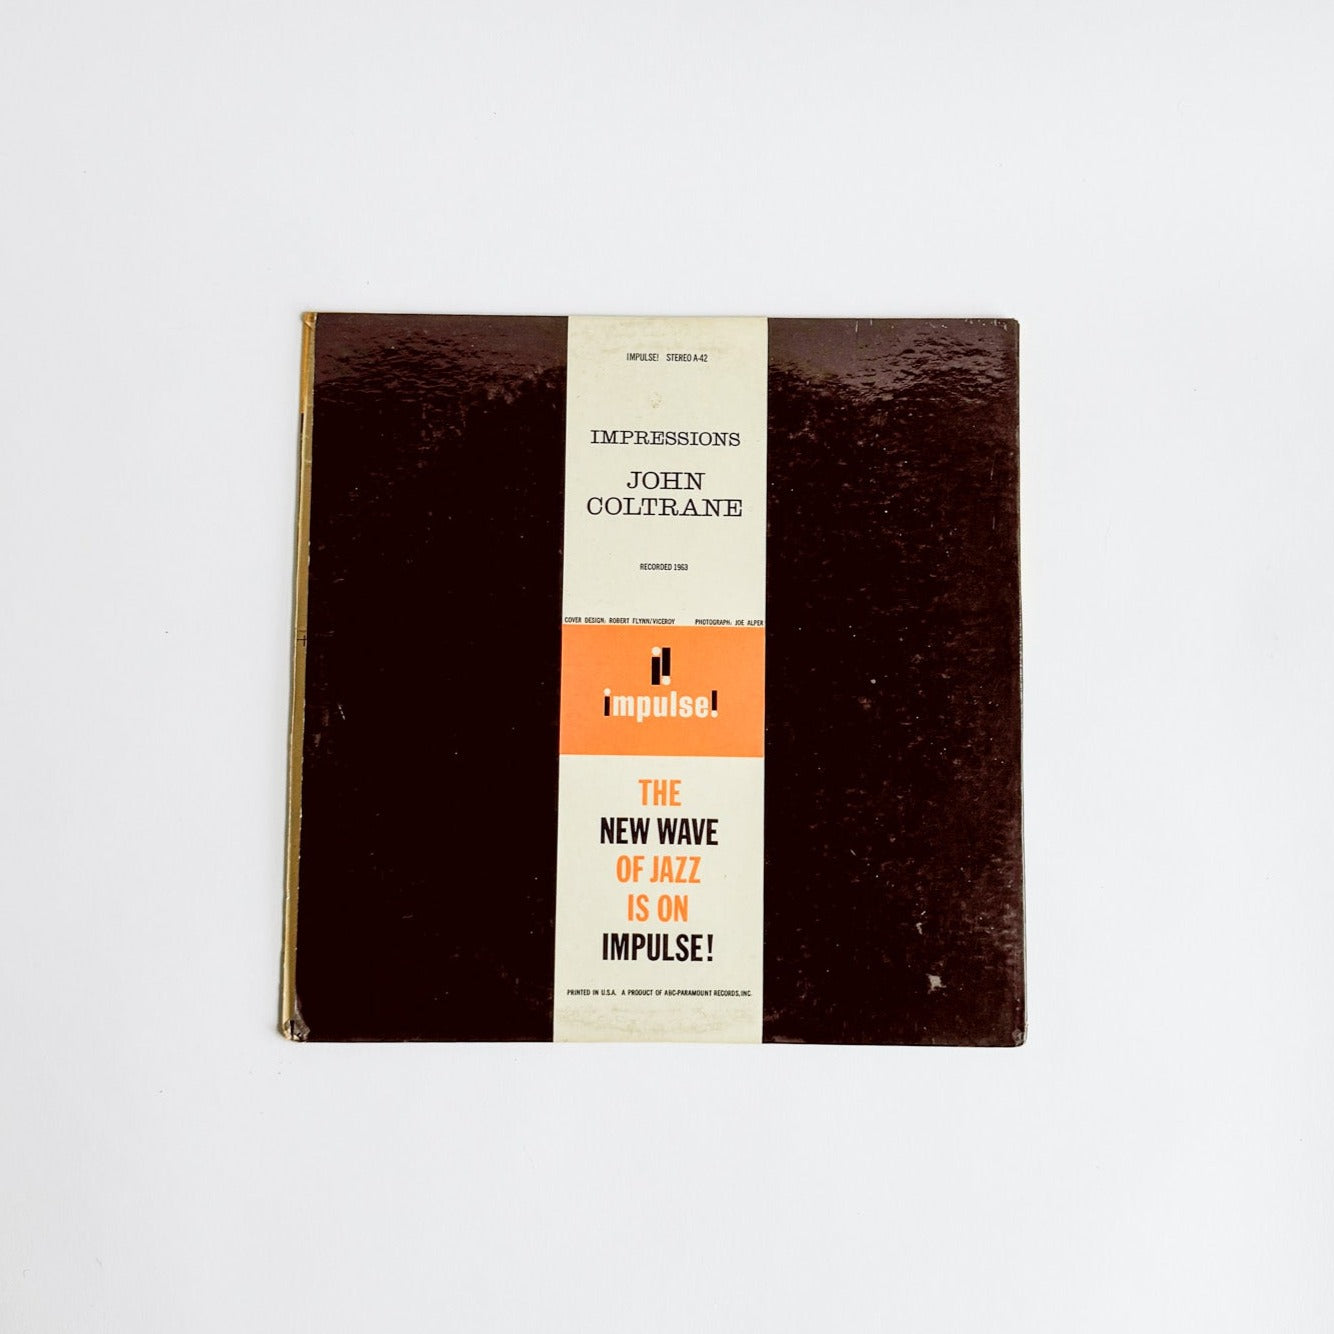 IMPULSE! STEREO A-42
IMPRESSIONS
JOHN
COLTRANE
RECORDED 1963
COVER DESIGN: ROBERT FLYNN/VICEROY PHOTOGRAPH: JOE ALPER
i!
impulse!
THE
NEW WAVE
OF JAZZ
IS ON
IMPULSE!
PRINTED IN U.S.A. A PRODUCT OF ABC-PARAMOUNT RECORDS, INC.